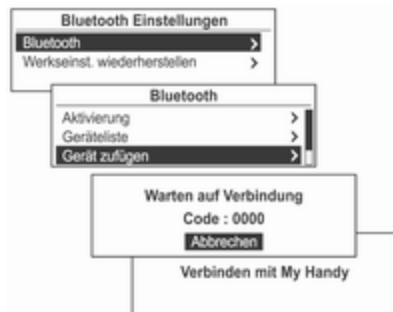 Bluetooth Einstellungen
Bluetooth >
Werkseinst. wiederherstellen >
Bluetooth
Aktivierung >
Geräteliste >
Gerät zufügen >
Warten auf Verbindung
Code : 0000
Abbrechen
Verbinden mit My Handy